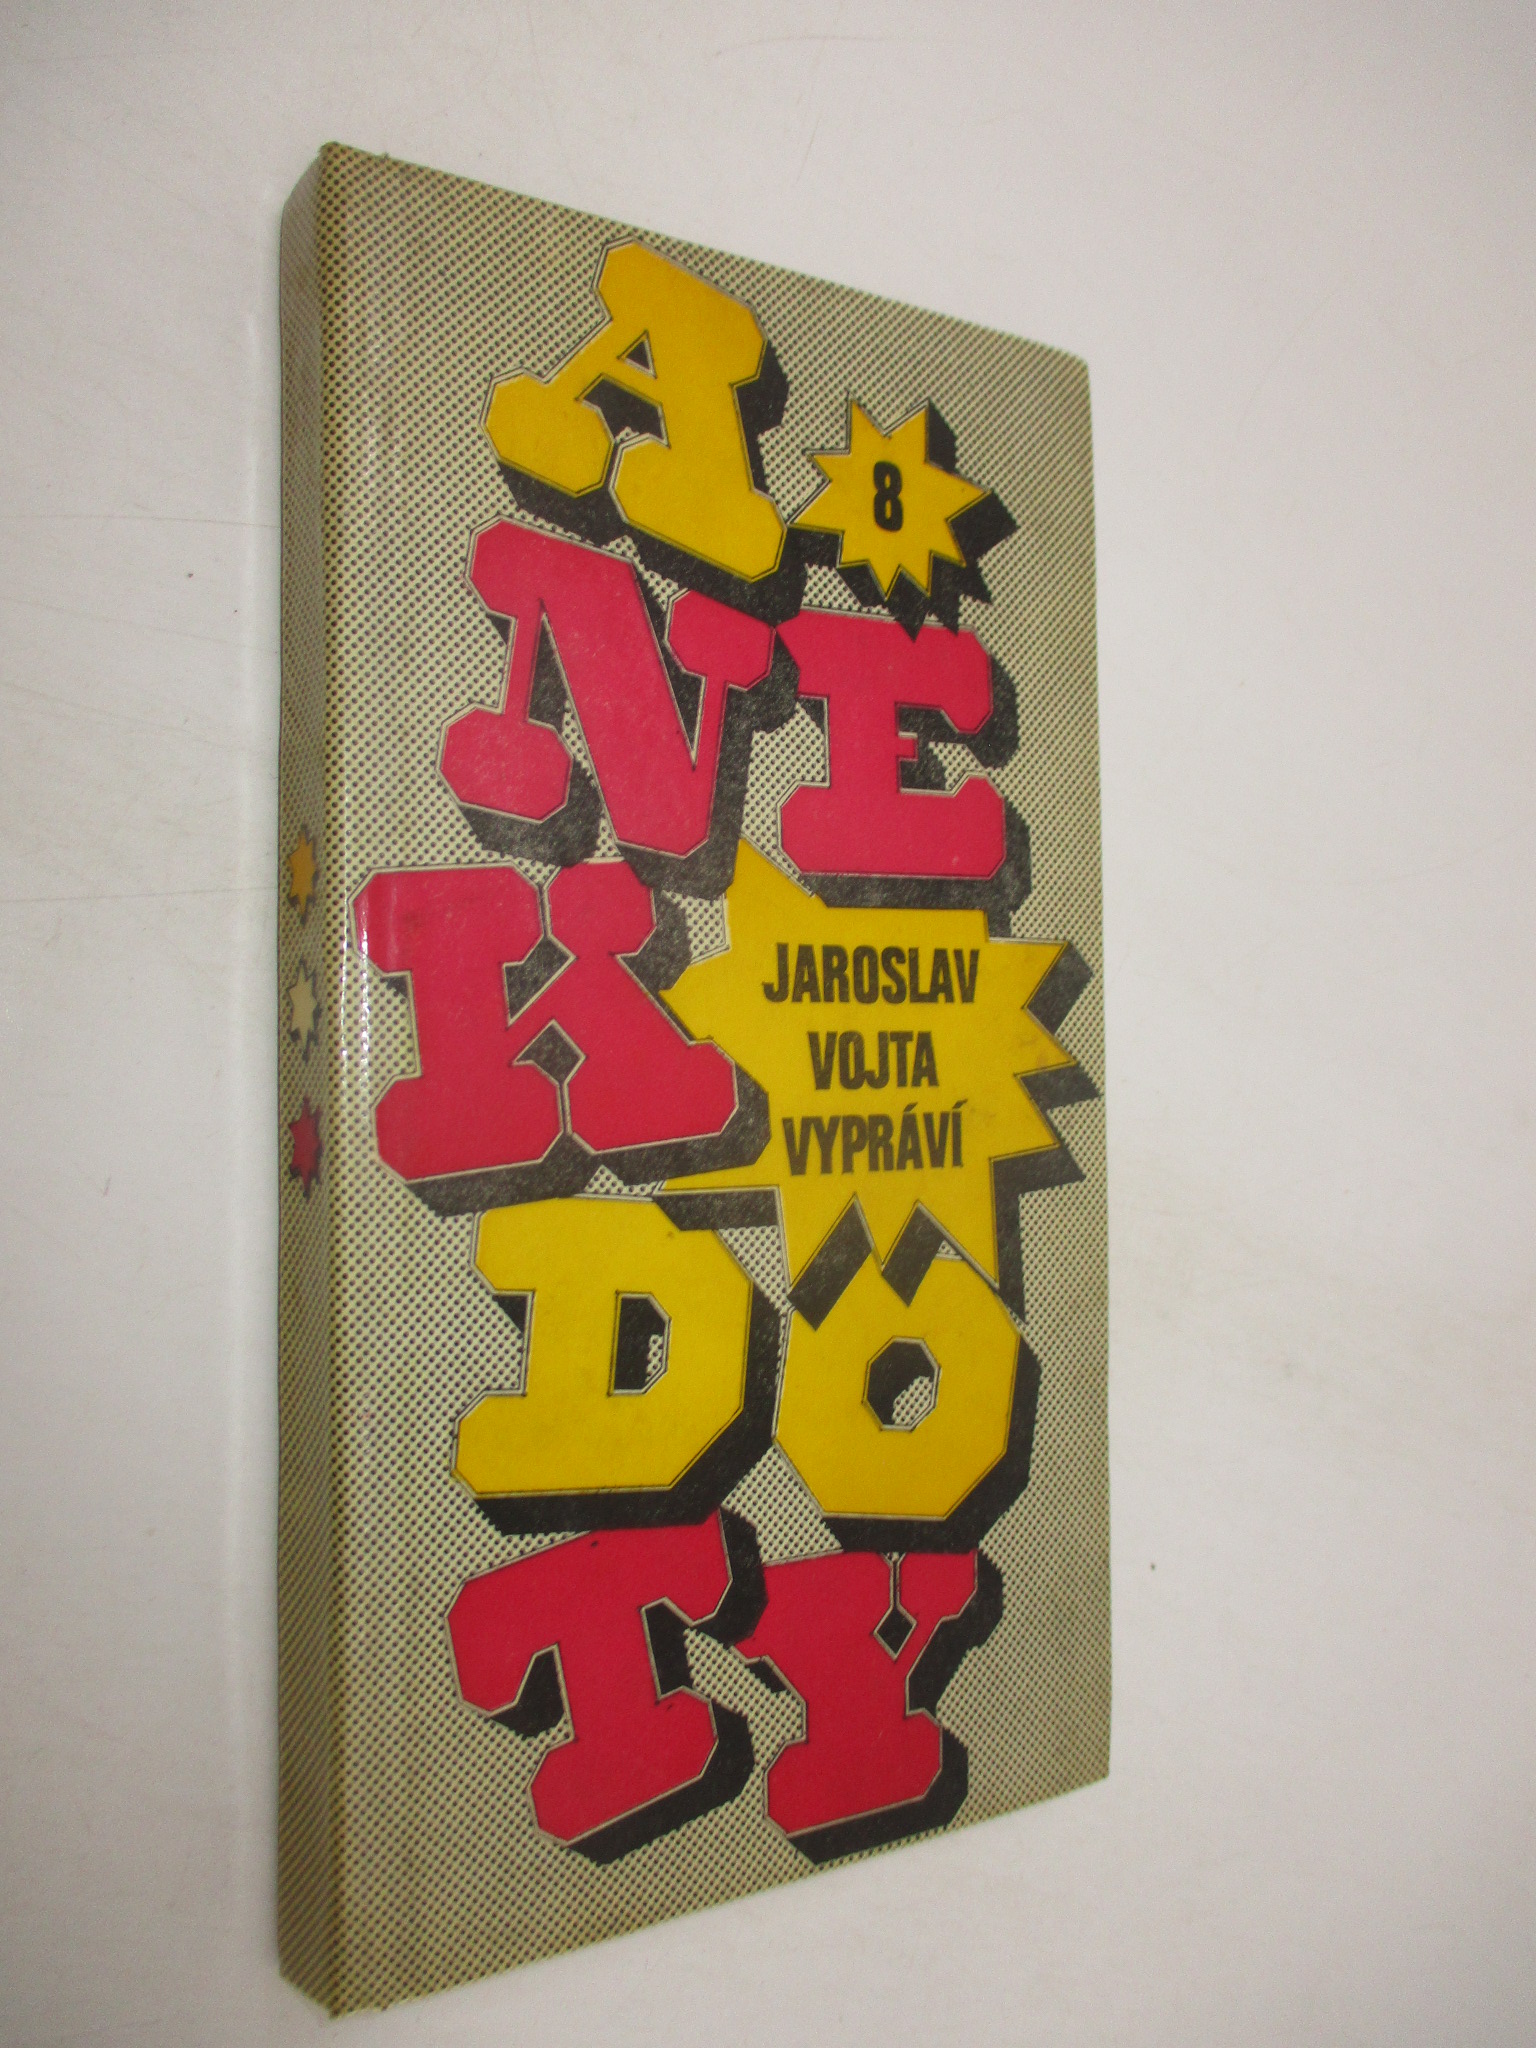 A
8
NE
K
JAROSLAV
VOJTA
VYPRÁVÍ
DO
TY